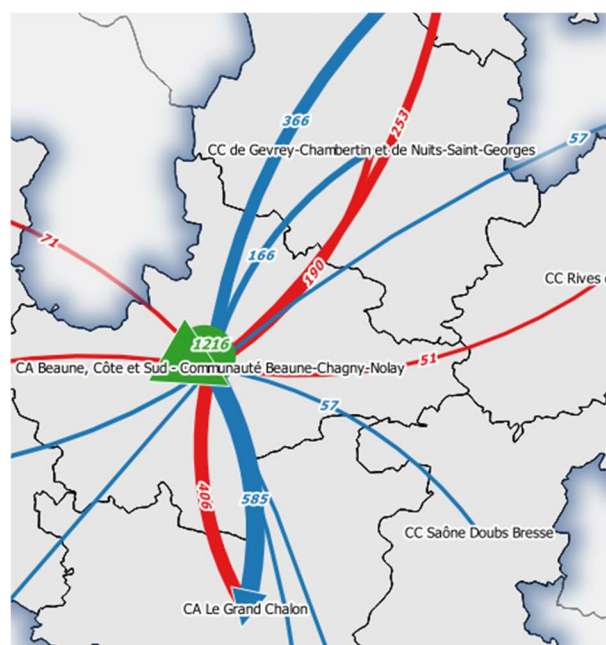 366
253
CC de Gevrey-Chambertin et de Nuits-Saint-Georges
57
166
71
190
CC Rives
1216
51
CA Beaune, Côte et Sud - Communauté Beaune-Chagny-Nolay
57
406
585
CC Saône Doubs Bresse
CA Le Grand Chalon